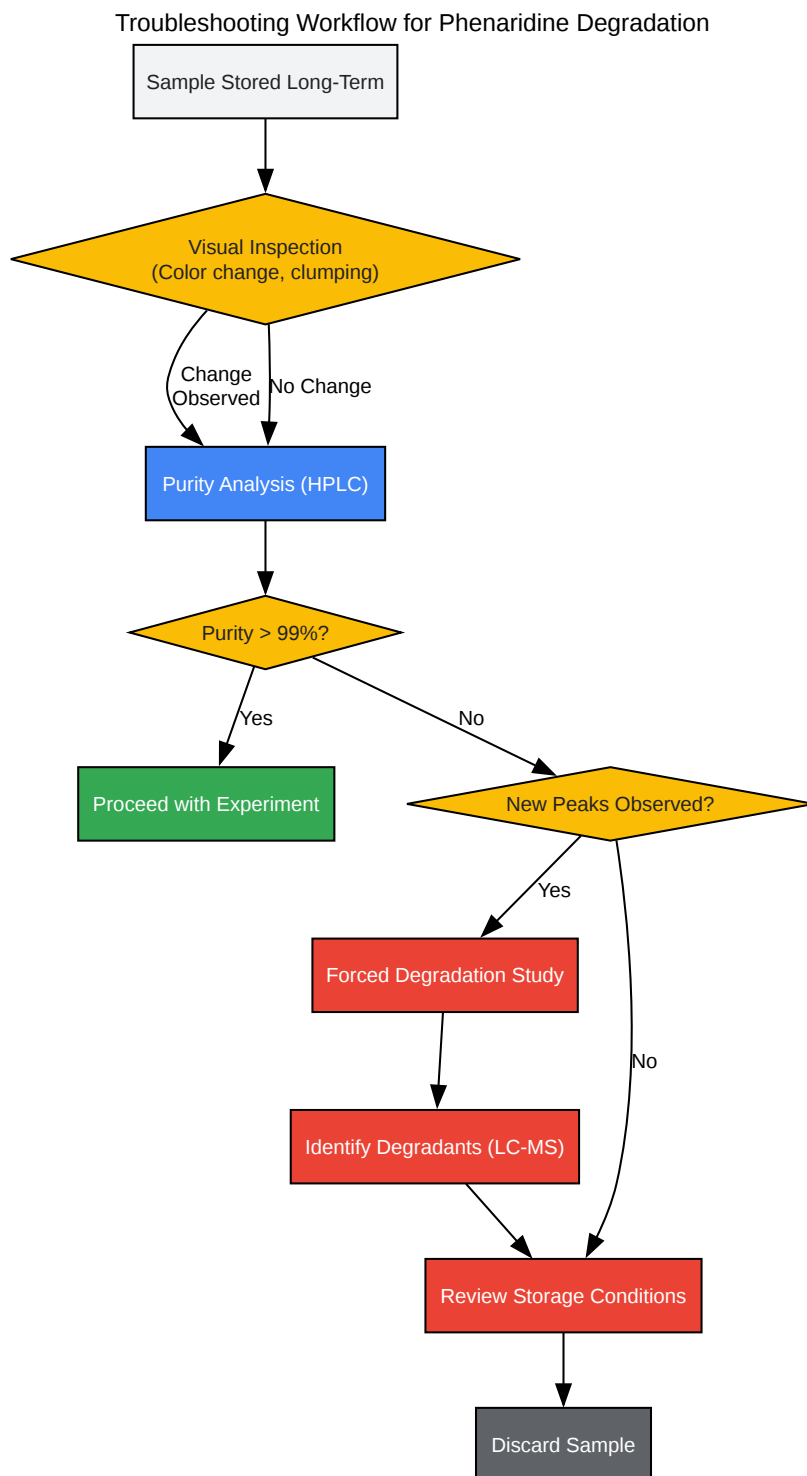 Troubleshooting Workflow for Phenaridine Degradation
Sample Stored Long-Term
Visual Inspection
(Color change, clumping)
Change
Observed
No Change
Purity Analysis (HPLC)
Purity > 99%?
Yes
No
Proceed with Experiment
New Peaks Observed?
Yes
Forced Degradation Study
No
Identify Degradants (LC-MS)
Review Storage Conditions
Discard Sample